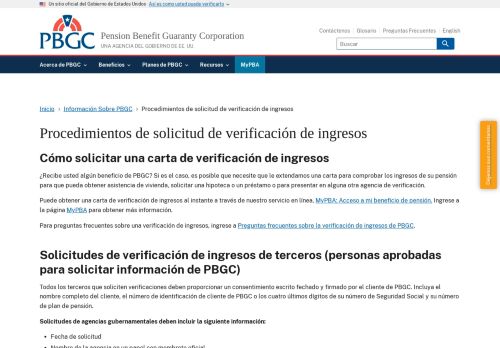 Un sitio oficial del Gobierno de Estados Unidos Así es como usted puede verificarlo
PBGC
Pension Benefit Guaranty Corporation
UNA AGENCIA DEL GOBIERNO DE EE. UU
Contáctenos Glosario Preguntas Frecuentes English
Buscar
Acerca de PBGC Beneficios Planes de PBGC Recursos MyPBA
Inicio Información Sobre PBGC Procedimientos de solicitud de verificación de ingresos
Procedimientos de solicitud de verificación de ingresos
Cómo solicitar una carta de verificación de ingresos
¿Recibe usted algún beneficio de PBGC? Si es el caso, es posible que necesite que le extendamos una carta para comprobar los ingresos de su pensión
para que pueda obtener asistencia de vivienda, solicitar una hipoteca o un préstamo o para presentar en alguna otra agencia de verificación.
Puede obtener una carta de verificación de ingresos al instante a través de nuestro servicio en línea, MyPBA: Acceso a mi beneficio de pensión. Ingrese a
la página MyPBA para obtener más información.
Para preguntas frecuentes sobre una verificación de ingresos, ingrese a Preguntas frecuentes sobre la verificación de ingresos de PBGC.
Solicitudes de verificación de ingresos de terceros (personas aprobadas
para solicitar información de PBGC)
Todos los terceros que soliciten verificaciones deben proporcionar un consentimiento escrito fechado y firmado por el cliente de PBGC. Incluya el
nombre completo del cliente, el número de identificación de cliente de PBGC o los cuatro últimos dígitos de su número de Seguridad Social y su número
de plan de pensión.
Solicitudes de agencias gubernamentales deben incluir la siguiente información:
Fecha de solicitud
Nombre de la agencia en un papel con membrete oficial